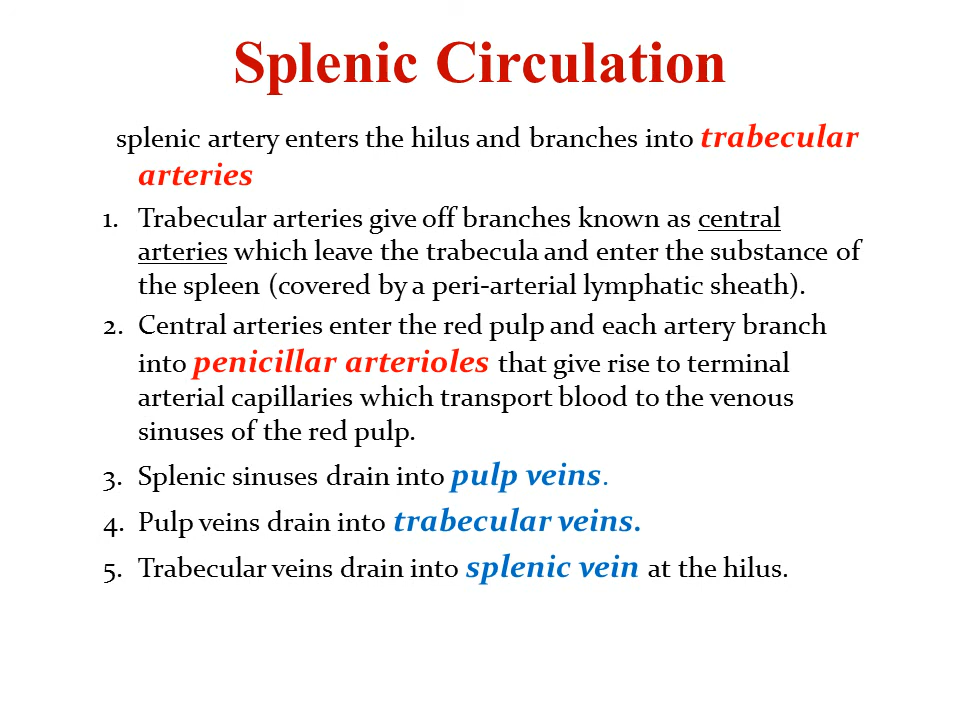 Splenic Circulation
splenic artery enters the hilus and branches into trabecular
arteries
1. Trabecular arteries give off branches known as central
arteries which leave the trabecula and enter the substance of
the spleen (covered by a peri-arterial lymphatic sheath).
2. Central arteries enter the red pulp and each artery branch
into penicillar arterioles that give rise to terminal
arterial capillaries which transport blood to the venous
sinuses of the red pulp.
3. Splenic sinuses drain into pulp veins.
4. Pulp veins drain into trabecular veins.
5. Trabecular veins drain into splenic vein at the hilus.